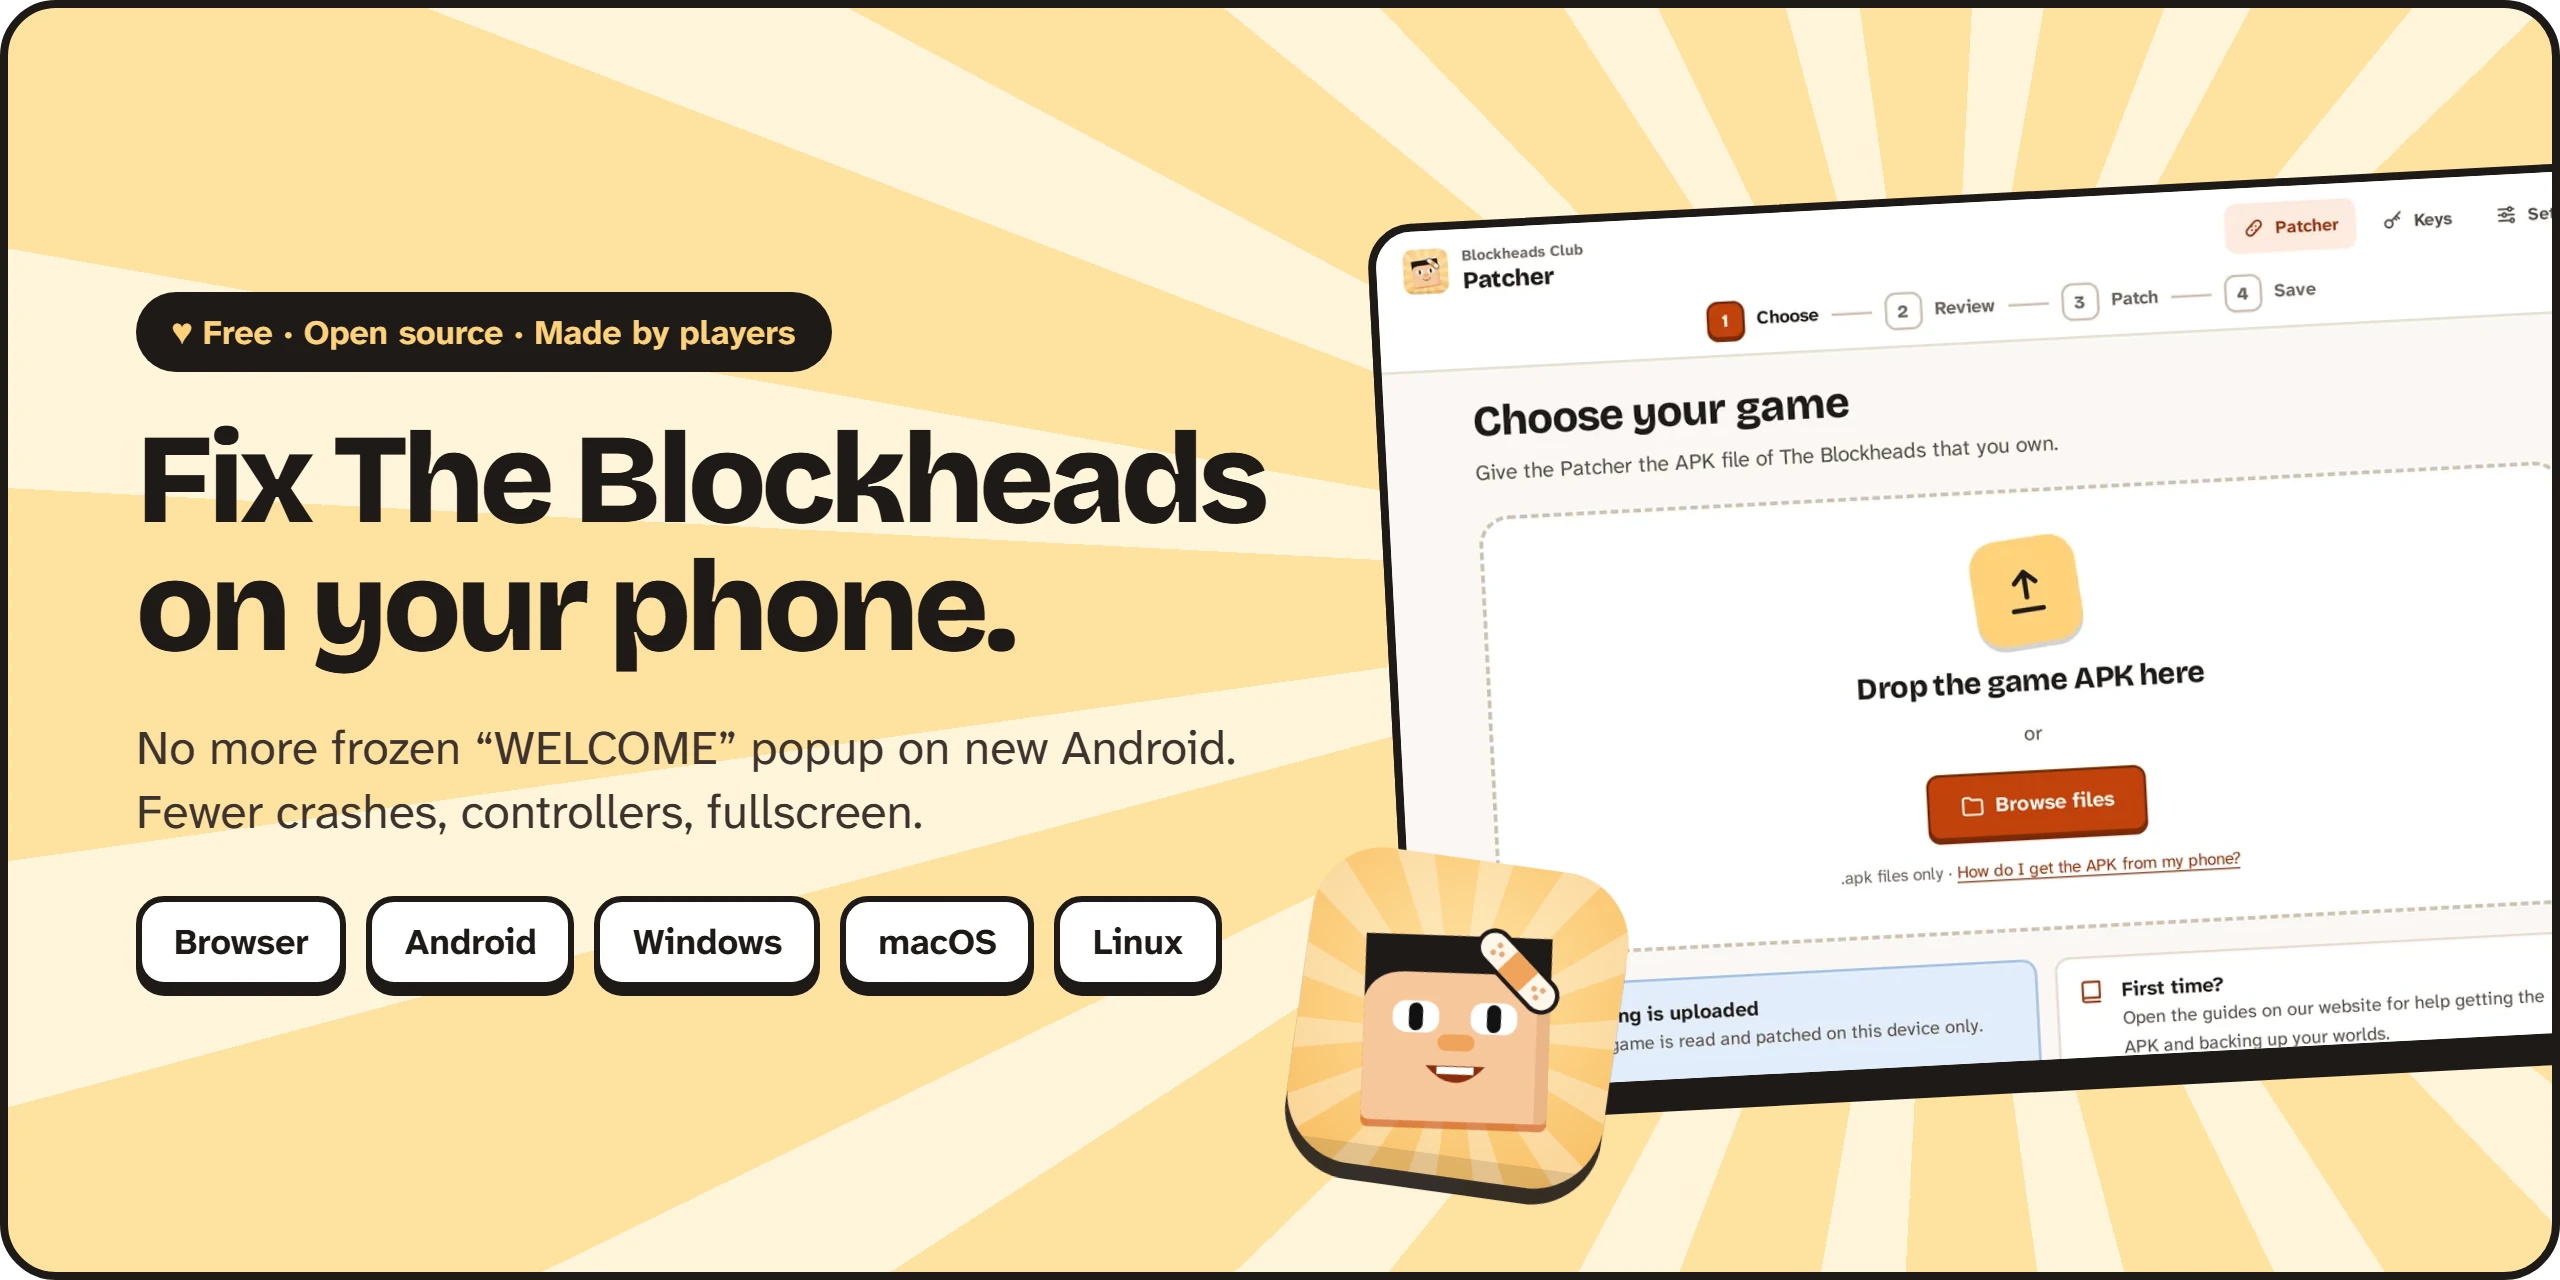 ♥ Free · Open source · Made by players
Fix The Blockheads
on your phone.
No more frozen “WELCOME” popup on new Android.
Fewer crashes, controllers, fullscreen.
Browser
Android
Windows
macOS
Linux
Blockheads Club
Patcher
Patcher
Keys
1 Choose
2 Review
3 Patch
4 Save
Choose your game
Give the Patcher the APK file of The Blockheads that you own.
Drop the game APK here
or
Browse files
.apk files only · How do I get the APK from my phone?
is uploaded
game is read and patched on this device only.
First time?
Open the guides on our website for help getting the
APK and backing up your worlds.